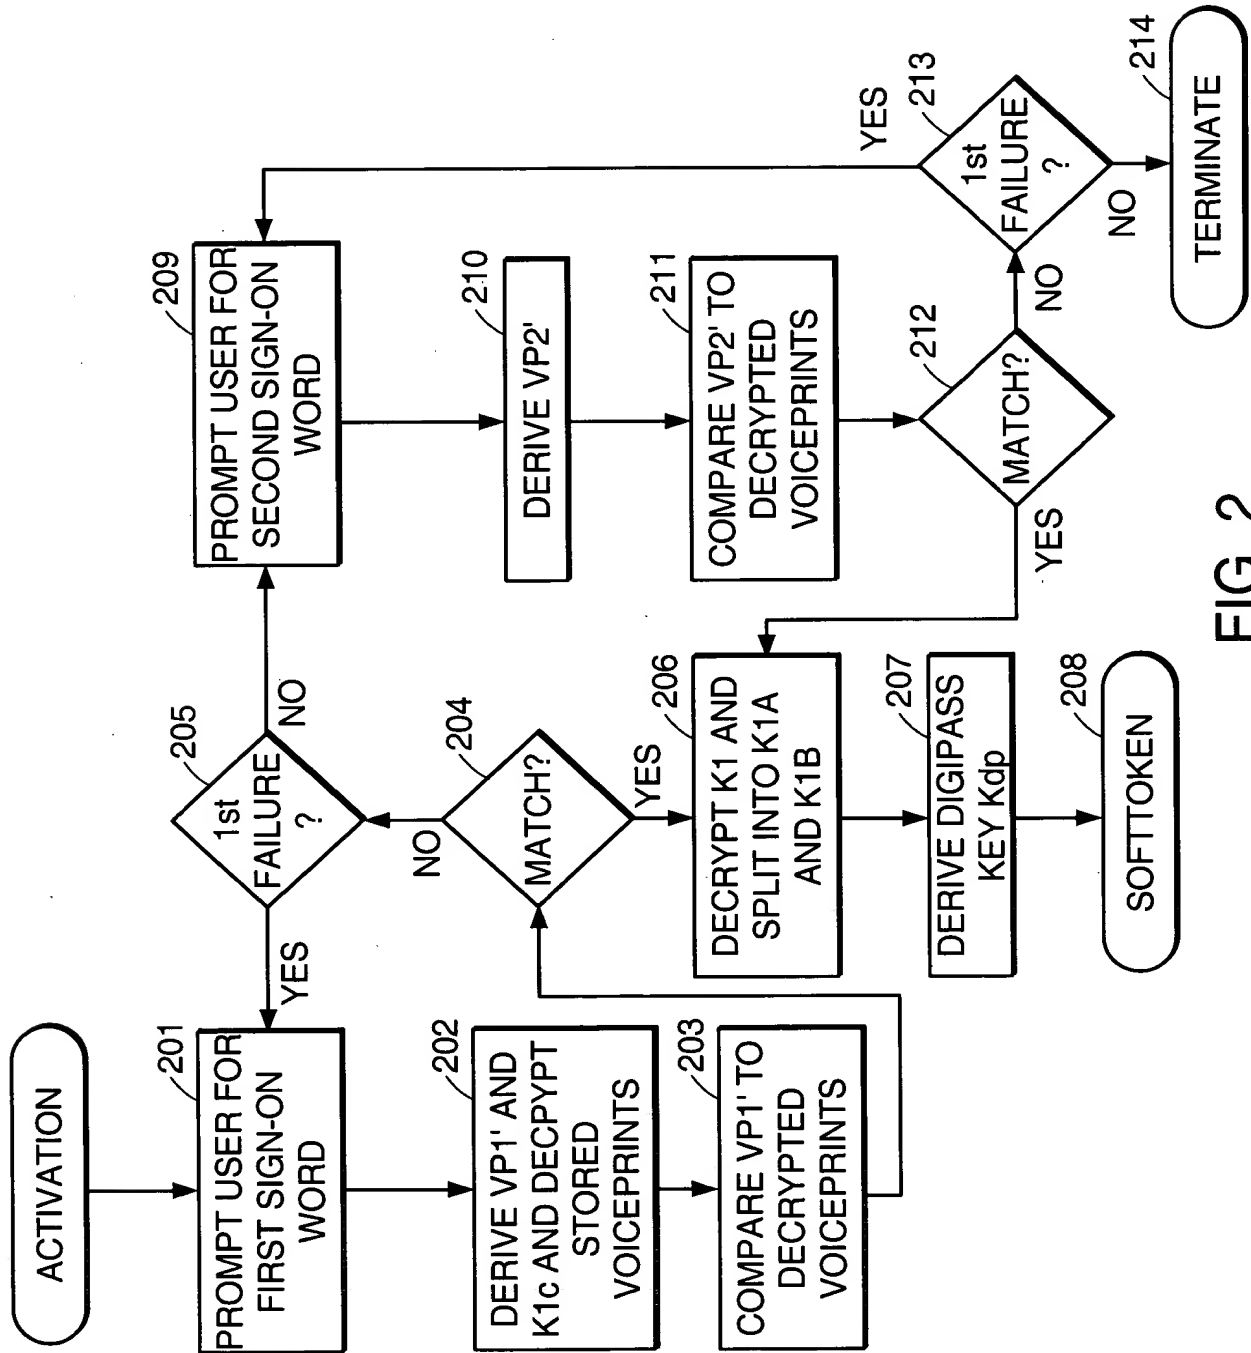 ACTIVATION
201
PROMPT USER FOR
FIRST SIGN-ON
WORD
202
DERIVE VP1' AND
K1c AND DECPYPT
STORED
VOICEPRINTS
203
COMPARE VP1' TO
DECRYPTED
VOICEPRINTS
204
MATCH?
NO
YES
205
1st
FAILURE
?
YES
NO
206
DECRYPT K1 AND
SPLIT INTO K1A
AND K1B
207
DERIVE DIGIPASS
KEY Kdp
208
SOFTTOKEN
209
PROMPT USER FOR
SECOND SIGN-ON
WORD
210
DERIVE VP2'
211
COMPARE VP2' TO
DECRYPTED
VOICEPRINTS
212
MATCH?
YES
NO
213
1st
FAILURE
?
YES
NO
214
TERMINATE
FIG. 2